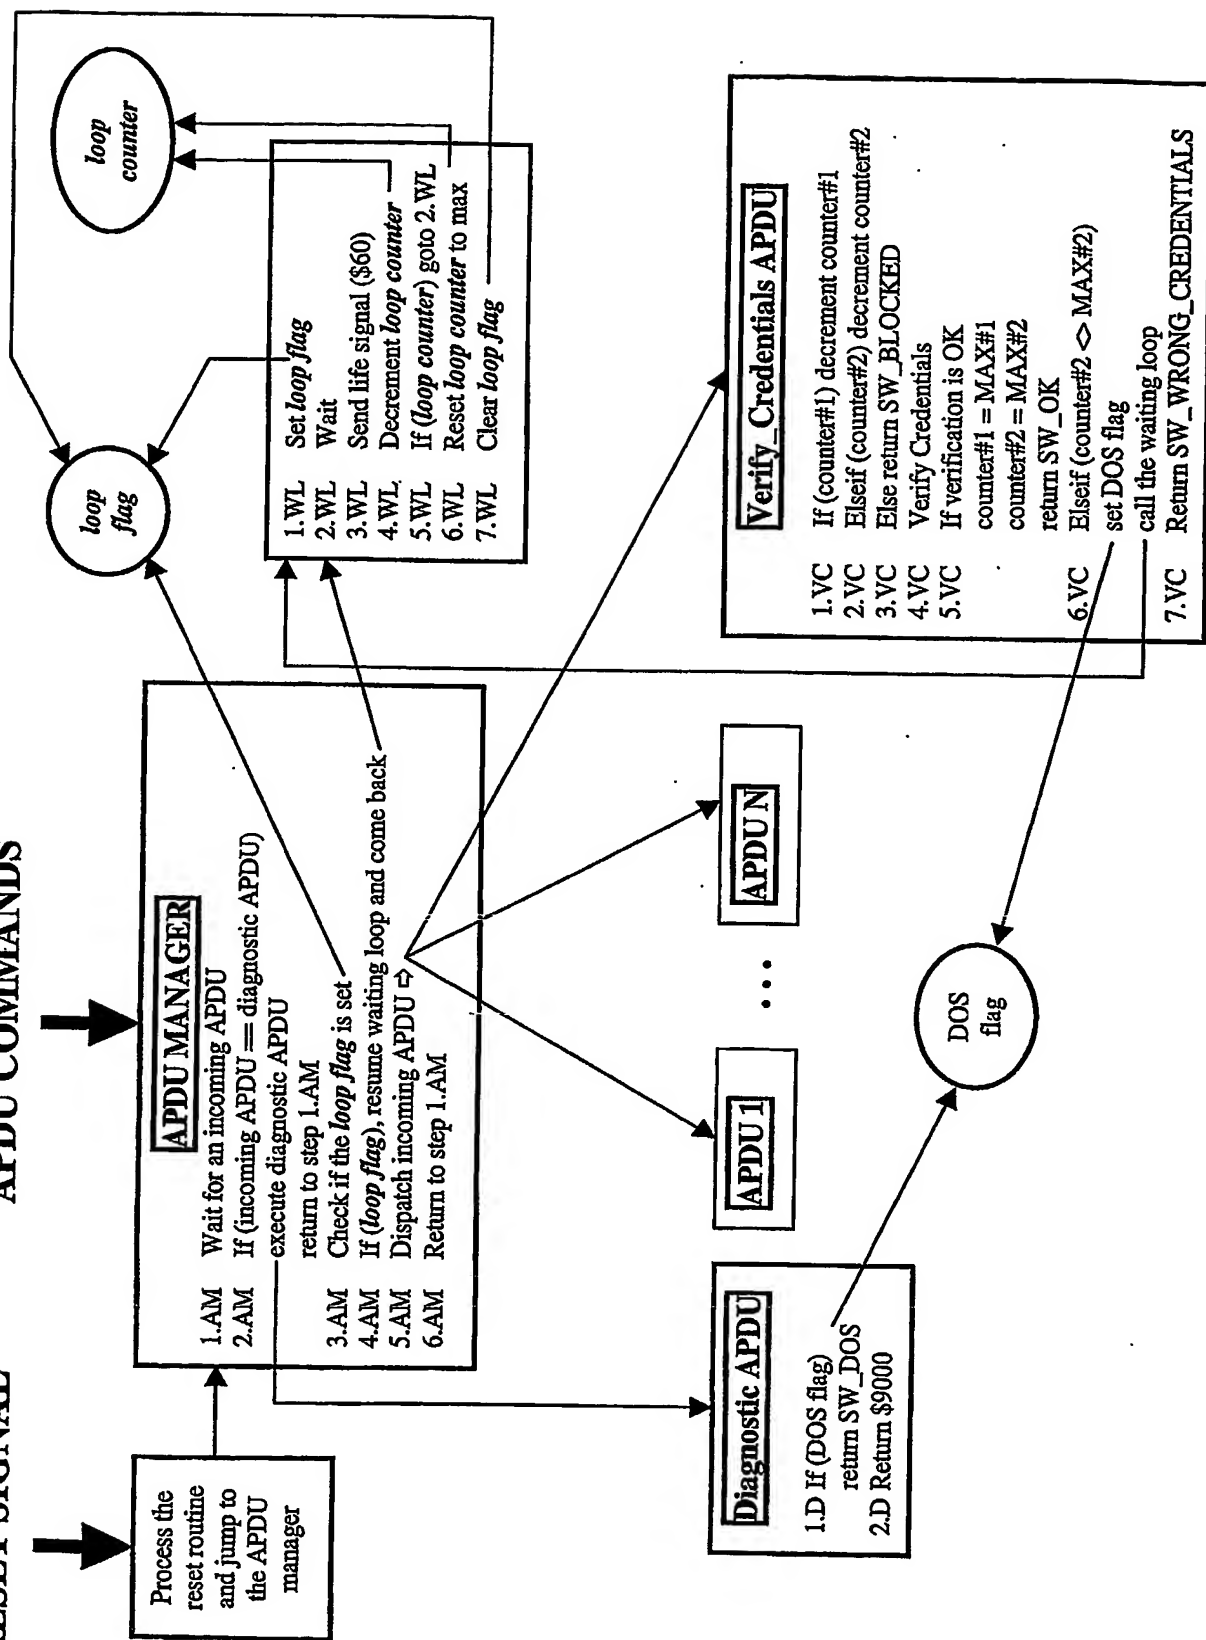 APDU COMMANDS
Process the
reset routine
and jump to
the APDU
manager
APDU MANAGER
1.AM Wait for an incoming APDU
2.AM If (incoming APDU == diagnostic APDU)
execute diagnostic APDU
return to step 1.AM
3.AM Check if the loop flag is set
4.AM If (loop flag), resume waiting loop and come back
5.AM Dispatch incoming APDU ⇨
6.AM Return to step 1.AM
loop
flag
loop
counter
1.WL Set loop flag
2.WL Wait
3.WL Send life signal ($60)
4.WL Decrement loop counter
5.WL If (loop counter) goto 2.WL
6.WL Reset loop counter to max
7.WL Clear loop flag
Diagnostic APDU
1.D If (DOS flag)
return SW_DOS
2.D Return $9000
APDU 1
...
APDU N
DOS
flag
Verify_Credentials APDU
1.VC If (counter#1) decrement counter#1
2.VC Elseif (counter#2) decrement counter#2
3.VC Else return SW_BLOCKED
4.VC Verify Credentials
5.VC If verification is OK
counter#1 = MAX#1
counter#2 = MAX#2
return SW_OK
6.VC Elseif (counter#2 <> MAX#2)
set DOS flag
call the waiting loop
7.VC Return SW_WRONG_CREDENTIALS